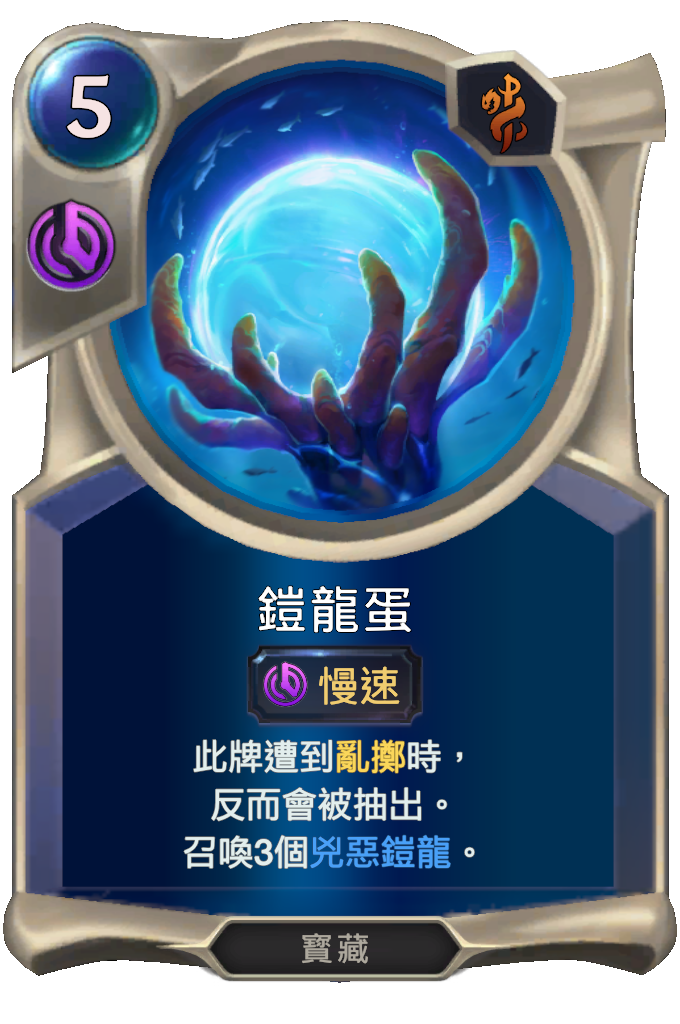 5
鎧龍蛋
慢速
此牌遭到亂擲時，
反而會被抽出。
召喚3個兇惡鎧龍。
寶藏